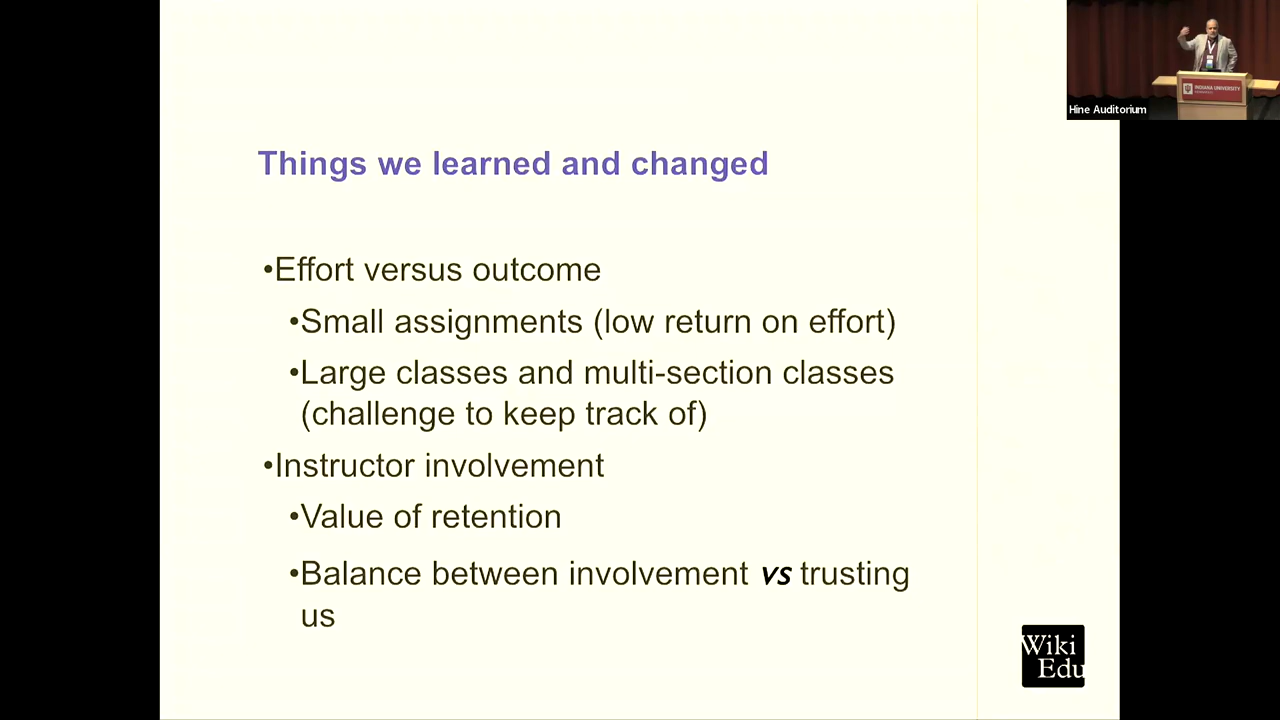 Things we learned and changed
•Effort versus outcome
•Small assignments (low return on effort)
•Large classes and multi-section classes
(challenge to keep track of)
•Instructor involvement
•Value of retention
•Balance between involvement vs trusting
us
Wiki
Edu
Hine Auditorium
INDIANA UNIVERSITY